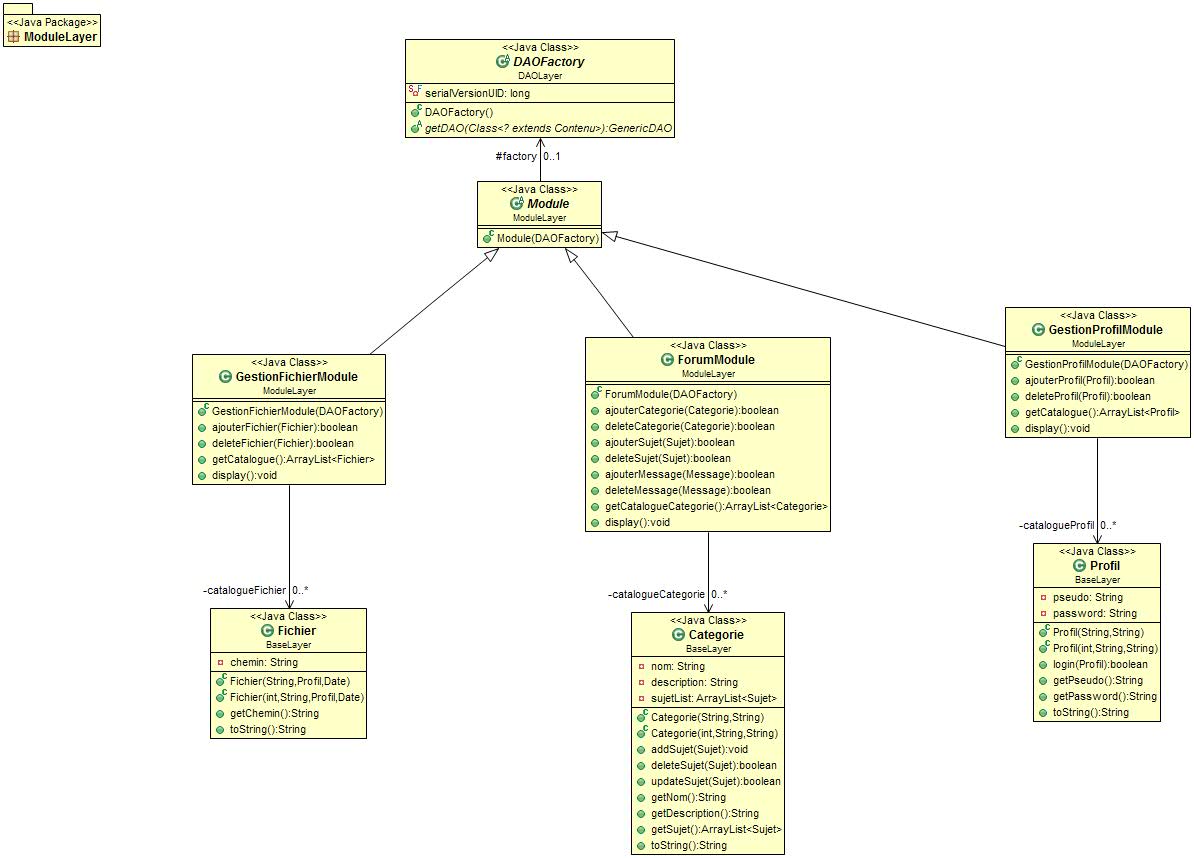 <<Java Package>>
ModuleLayer
<<Java Class>>
DAOFactory
DAOLayer
serialVersionUID: long
DAOFactory()
getDAO(Class<? extends Contenu>):GenericDAO
#factory 0..1
<<Java Class>>
Module
ModuleLayer
Module(DAOFactory)
<<Java Class>>
GestionFichierModule
ModuleLayer
GestionFichierModule(DAOFactory)
ajouterFichier(Fichier):boolean
deleteFichier(Fichier):boolean
getCatalogue():ArrayList<Fichier>
display():void
<<Java Class>>
ForumModule
ModuleLayer
ForumModule(DAOFactory)
ajouterCategorie(Categorie):boolean
deleteCategorie(Categorie):boolean
ajouterSujet(Sujet):boolean
deleteSujet(Sujet):boolean
ajouterMessage(Message):boolean
deleteMessage(Message):boolean
getCatalogueCategorie():ArrayList<Categorie>
display():void
<<Java Class>>
GestionProfilModule
ModuleLayer
GestionProfilModule(DAOFactory)
ajouterProfil(Profil):boolean
deleteProfil(Profil):boolean
getCatalogue():ArrayList<Profil>
display():void
-catalogueFichier 0..*
<<Java Class>>
Fichier
BaseLayer
chemin: String
Fichier(String,Profil,Date)
Fichier(int,String,Profil,Date)
getChemin():String
toString():String
-catalogueCategorie 0..*
<<Java Class>>
Categorie
BaseLayer
nom: String
description: String
sujetList: ArrayList<Sujet>
Categorie(String,String)
Categorie(int,String,String)
addSujet(Sujet):void
deleteSujet(Sujet):boolean
updateSujet(Sujet):boolean
getNom():String
getDescription():String
getSujet():ArrayList<Sujet>
toString():String
-catalogueProfil 0..*
<<Java Class>>
Profil
BaseLayer
pseudo: String
password: String
Profil(String,String)
Profil(int,String,String)
login(Profil):boolean
getPseudo():String
getPassword():String
toString():String